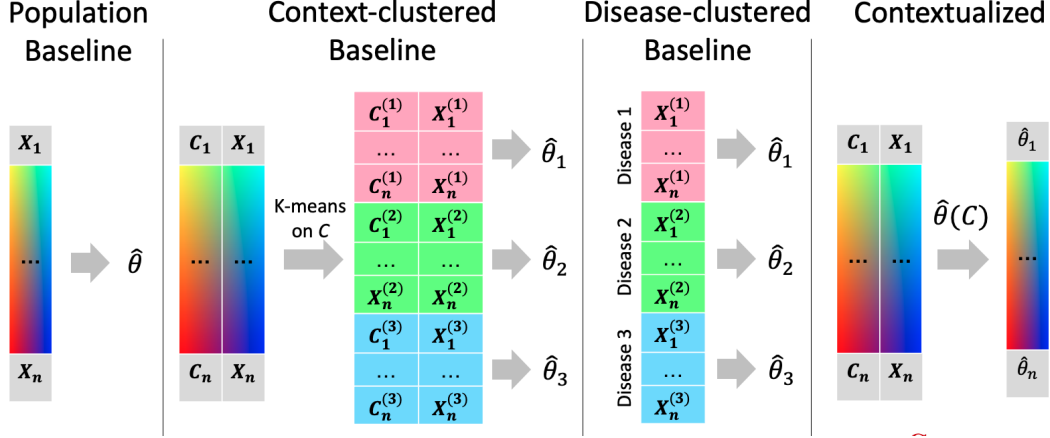 Population
Baseline
X₁
...
Xₙ
θ̂
Context-clustered
Baseline
C₁ X₁
... ...
Cₙ Xₙ
K-means
on C
C₁⁽¹⁾ X₁⁽¹⁾
... ...
Cₙ⁽¹⁾ Xₙ⁽¹⁾
C₁⁽²⁾ X₁⁽²⁾
... ...
Xₙ⁽²⁾ Xₙ⁽²⁾
C₁⁽³⁾ X₁⁽³⁾
... ...
Cₙ⁽³⁾ Xₙ⁽³⁾
θ̂₁
θ̂₂
θ̂₃
Disease-clustered
Baseline
Disease 1
Disease 2
Disease 3
X₁⁽¹⁾
...
Xₙ⁽¹⁾
X₁⁽²⁾
...
Xₙ⁽²⁾
X₁⁽³⁾
...
Xₙ⁽³⁾
θ̂₁
θ̂₂
θ̂₃
Contextualized
C₁ X₁
... ...
Cₙ Xₙ
θ̂(C)
θ̂₁
...
θ̂ₙ